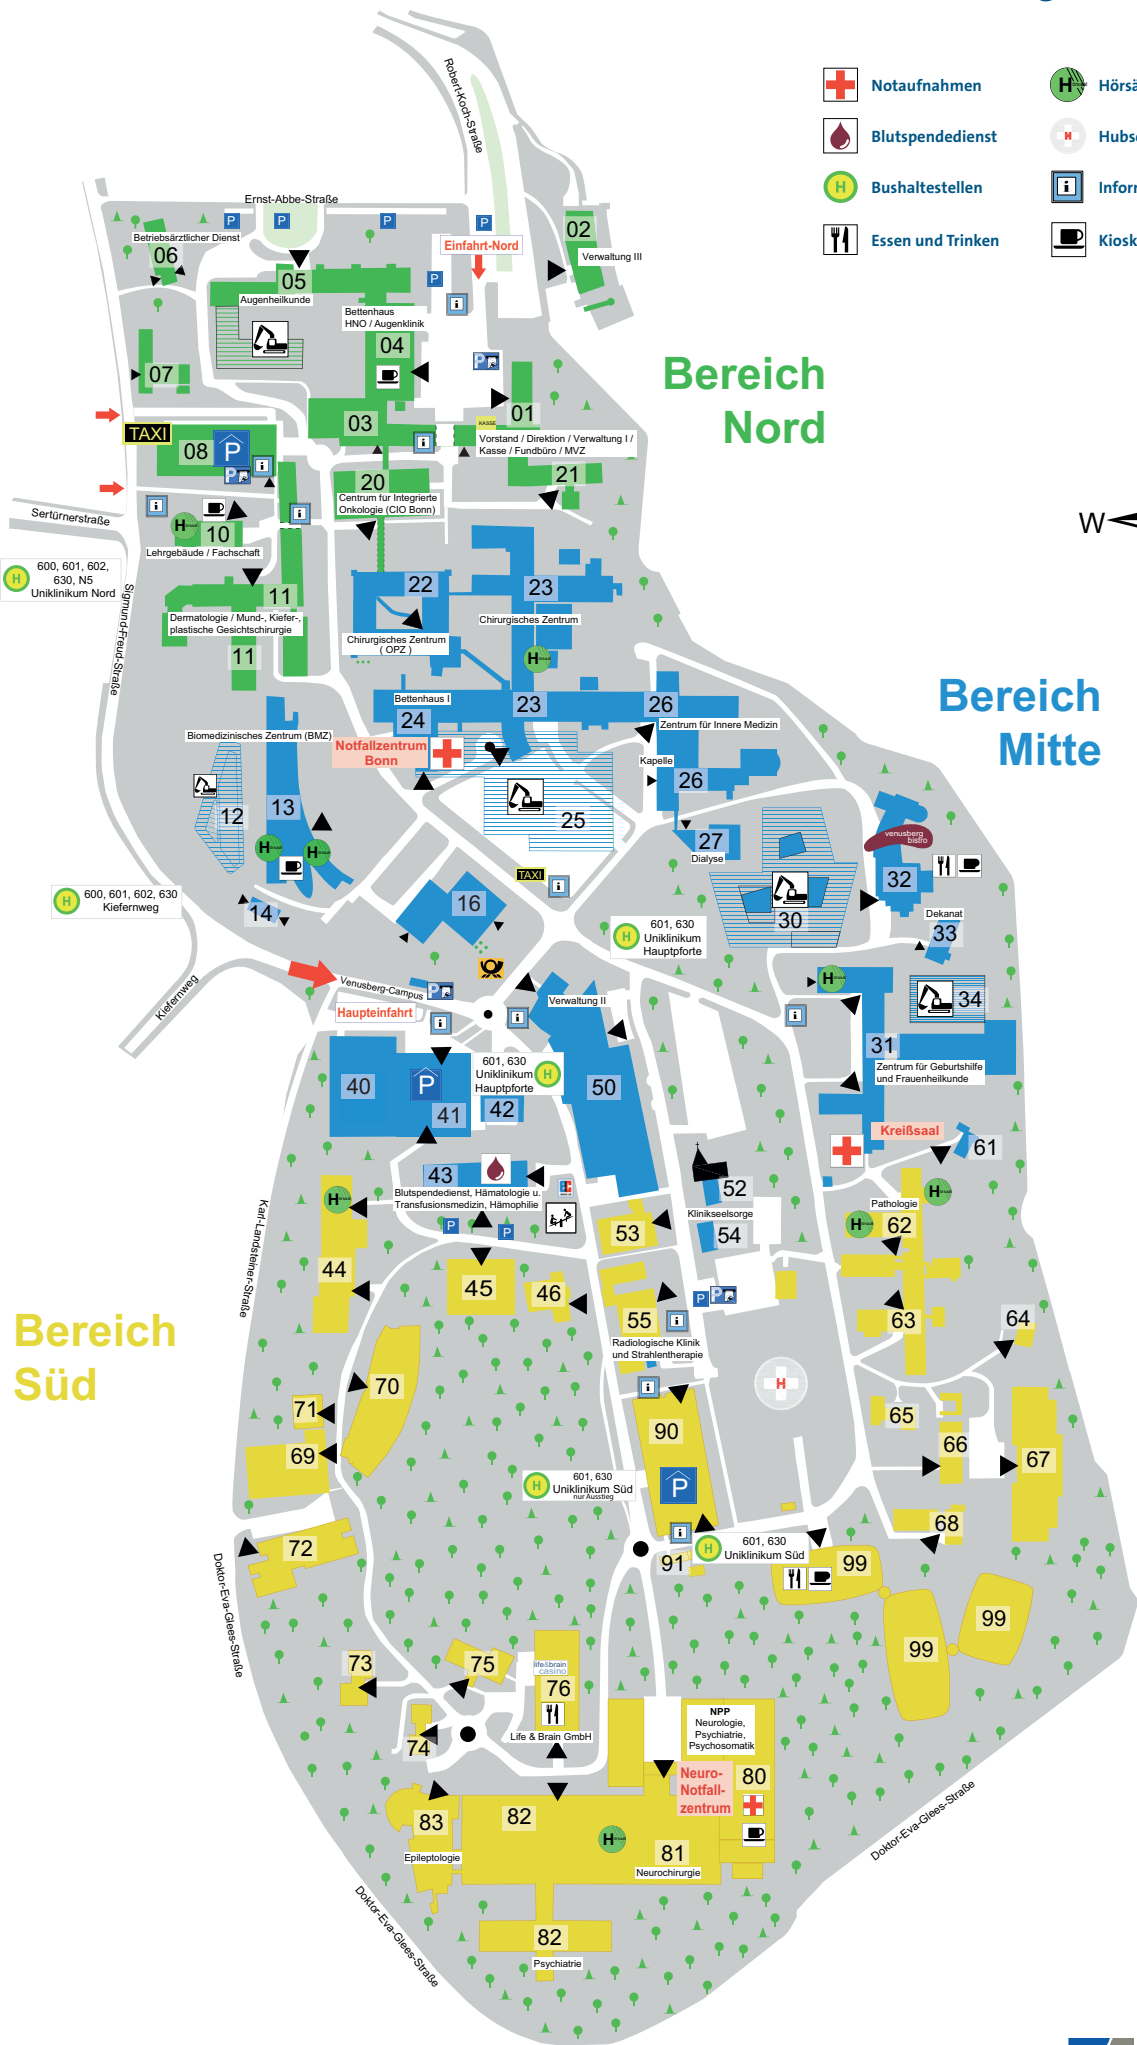 Notaufnahmen
Blutspendedienst
Bushaltestellen
Essen und Trinken
Kiosk
Robert-Koch-Straße
Ernst-Abbe-Straße
P
P
P
P
Betriebsärztlicher Dienst
06
05
Augenheilkunde
Einfahrt-Nord
P
02
Verwaltung III
Bettenhaus
HNO / Augenklinik
04
07
01
03
KASSE
Vorstand / Direktion / Verwaltung I /
Kasse / Fundbüro / MVZ
Bereich
Nord
TAXI
08
P
P
P
20
21
Centrum für Integrierte
Onkologie (CIO Bonn)
Sertürnerstraße
10
Lehrgebäude / Fachschaft
W
H
600, 601, 602,
630, N5
Uniklinikum Nord
Sigmund-Freud-Straße
11
Dermatologie / Mund-, Kiefer-,
plastische Gesichtschirurgie
11
22
23
Chirurgisches Zentrum
Chirurgisches Zentrum
( OPZ )
Bereich
Mitte
Bettenhaus I
24
23
26
Zentrum für Innere Medizin
Biomedizinisches Zentrum (BMZ)
Notfallzentrum
Bonn
Kapelle
26
12
13
25
27
Dialyse
venusberg
bistro
32
TAXI
H
600, 601, 602, 630
Kiefernweg
14
16
30
Dekanat
33
H
601, 630
Uniklinikum
Hauptpforte
Kiefernweg
Venusberg-Campus
P
Haupteinfahrt
Verwaltung II
34
31
Zentrum für Geburtshilfe
und Frauenheilkunde
40
P
41
42
601, 630
Uniklinikum
Hauptpforte
H
50
Kreißsaal
61
43
Blutspendedienst, Hämatologie u.
Transfusionsmedizin, Hämophilie
52
Klinikseelsorge
54
53
Pathologie
62
P
P
Karl-Landsteiner-Straße
44
45
46
55
P
P
Radiologische Klinik
und Strahlentherapie
63
64
Bereich
Süd
70
71
69
H
90
P
65
66
67
H
601, 630
Uniklinikum Süd
nur Ausstieg
68
H
601, 630
Uniklinikum Süd
91
99
99
99
72
Doktor-Eva-Glees-Straße
73
75
life&brain
casino
76
Life & Brain GmbH
74
NPP
Neurologie,
Psychiatrie,
Psychosomatik
Neuro-
Notfall-
zentrum
80
83
82
81
Neurochirurgie
Epileptologie
Doktor-Eva-Glees-Straße
Doktor-Eva-Glees-Straße
82
Psychiatrie